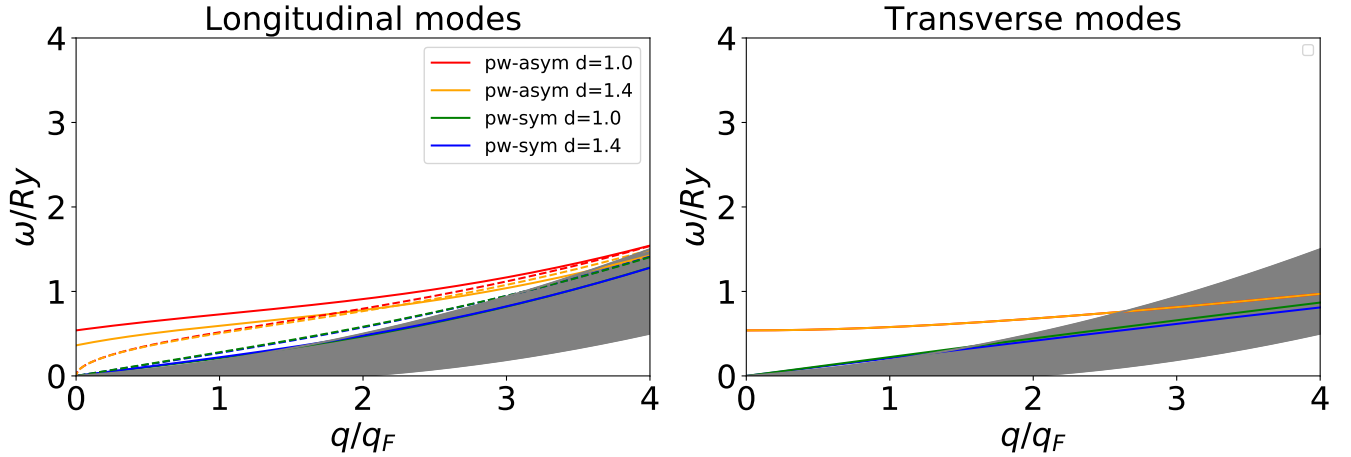 Longitudinal modes
4
3
2
1
0
ω/Ry
pw-asym d=1.0
pw-asym d=1.4
pw-sym d=1.0
pw-sym d=1.4
0 1 2 3 4
q/q_F
Transverse modes
4
3
2
1
0
ω/Ry
0 1 2 3 4
q/q_F